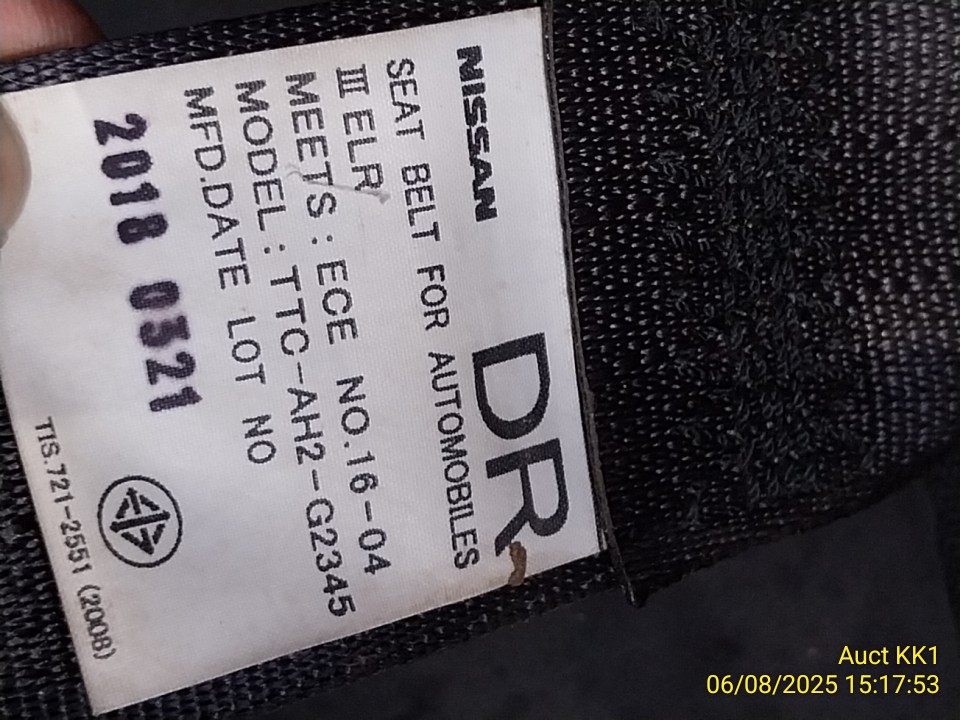 NISSAN DR
SEAT BELT FOR AUTOMOBILES
III ELR
MEETS : ECE NO.16-04
MODEL : TTC-AH2-G2345
MFD.DATE LOT NO
2018 0321
TIS.721-2551 (2008)
Auct KK1
06/08/2025 15:17:53